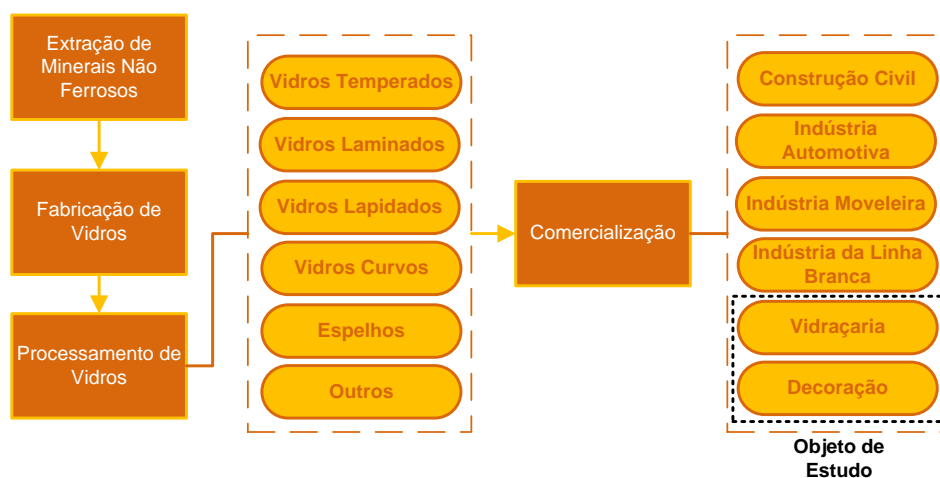 Extração de
Minerais Não
Ferrosos
Fabricação de
Vidros
Processamento de
Vidros
Vidros Temperados
Vidros Laminados
Vidros Lapidados
Vidros Curvos
Espelhos
Outros
Comercialização
Construção Civil
Indústria
Automotiva
Indústria Moveleira
Indústria da Linha
Branca
Vidraçaria
Decoração
Objeto de
Estudo